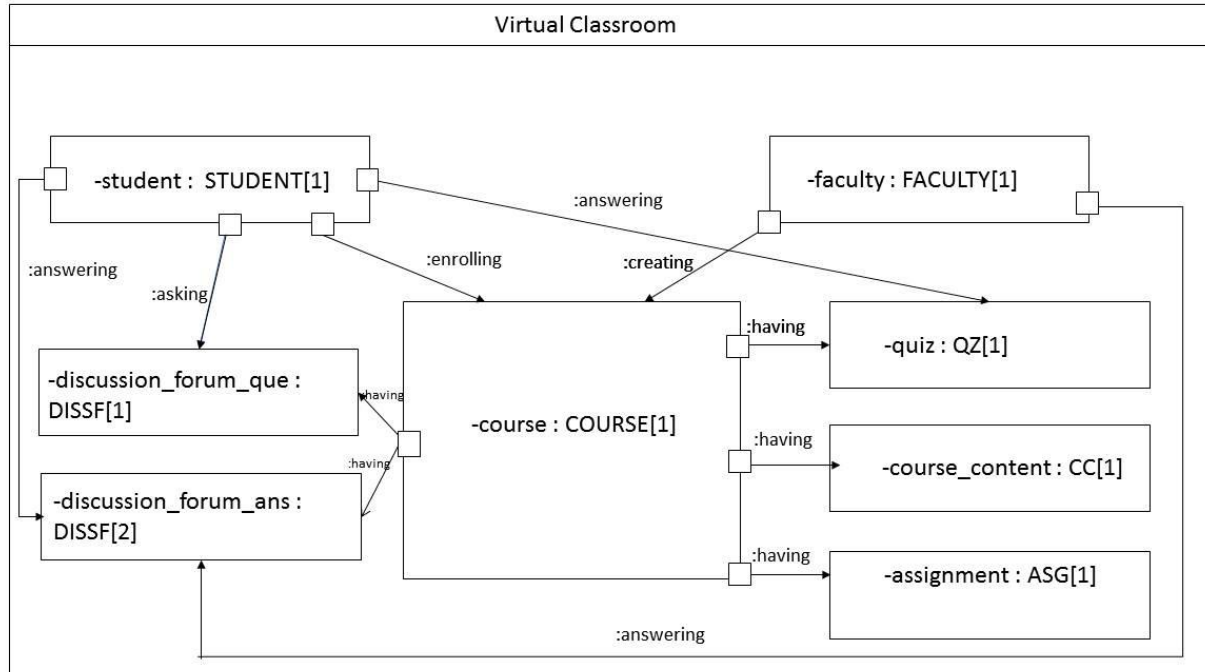 Virtual Classroom
-student : STUDENT[1]
-faculty : FACULTY[1]
:answering
:answering
:asking
:enrolling
:creating
:having
-quiz : QZ[1]
-discussion_forum_que :
DISSF[1]
:having
-course : COURSE[1]
:having
-course_content : CC[1]
:having
-discussion_forum_ans :
DISSF[2]
:having
-assignment : ASG[1]
:answering